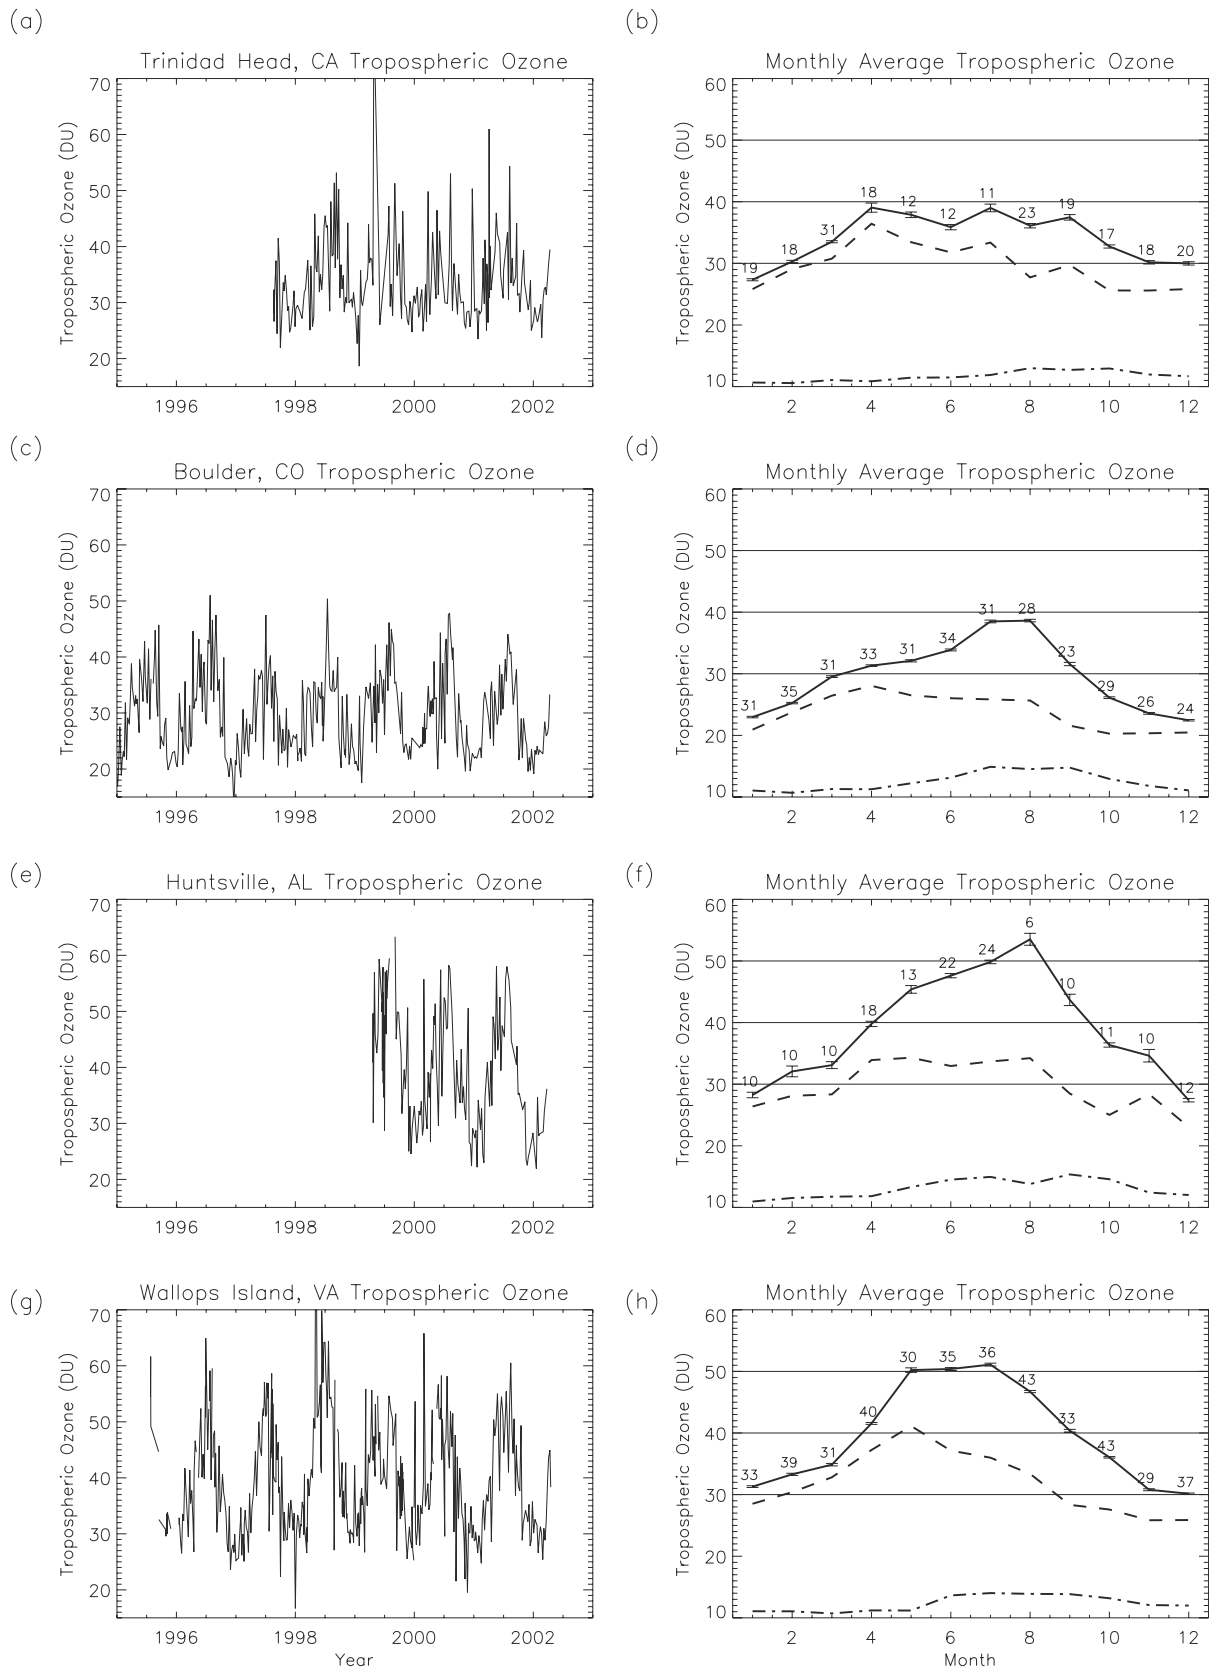 (a)
Trinidad Head, CA Tropospheric Ozone
Tropospheric Ozone (DU)
70
60
50
40
30
20
1996 1998 2000 2002
(b)
Monthly Average Tropospheric Ozone
Tropospheric Ozone (DU)
60
50
40
30
20
10
19 18 31 18 12 12 11 23 19 17 18 20
2 4 6 8 10 12
(c)
Boulder, CO Tropospheric Ozone
Tropospheric Ozone (DU)
70
60
50
40
30
20
1996 1998 2000 2002
(d)
Monthly Average Tropospheric Ozone
Tropospheric Ozone (DU)
60
50
40
30
20
10
31 35 31 33 31 34 31 28 23 29 26 24
2 4 6 8 10 12
(e)
Huntsville, AL Tropospheric Ozone
Tropospheric Ozone (DU)
70
60
50
40
30
20
1996 1998 2000 2002
(f)
Monthly Average Tropospheric Ozone
Tropospheric Ozone (DU)
60
50
40
30
20
10
10 10 10 18 13 22 24 6 10 11 10 12
2 4 6 8 10 12
(g)
Wallops Island, VA Tropospheric Ozone
Tropospheric Ozone (DU)
70
60
50
40
30
20
1996 1998 2000 2002
Year
(h)
Monthly Average Tropospheric Ozone
Tropospheric Ozone (DU)
60
50
40
30
20
10
33 39 31 40 30 35 36 43 33 43 29 37
2 4 6 8 10 12
Month